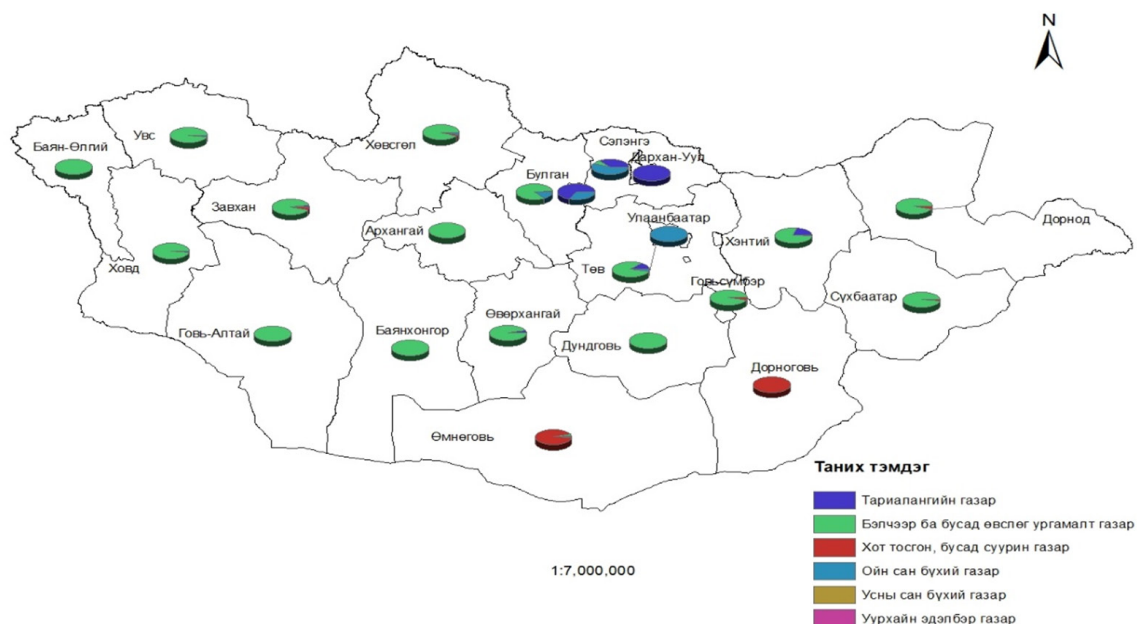 N
Увс
Хөвсгөл
Сэлэнгэ
Баян-Өлгий
Дархан-Уул
Булган
Завхан
Улаанбаатар
Архангай
Дорнод
Хэнтий
Ховд
Төв
Говьсүмбэр
Сүхбаатар
Өвөрхангай
Говь-Алтай
Баянхонгор
Дундговь
Дорноговь
Өмнөговь
Таних тэмдэг
Тариалангийн газар
Бэлчээр ба бусад өвслөг ургамалт газар
Хот тосгон, бусад суурин газар
1:7,000,000
Ойн сан бүхий газар
Усны сан бүхий газар
Уурхайн эдэлбэр газар